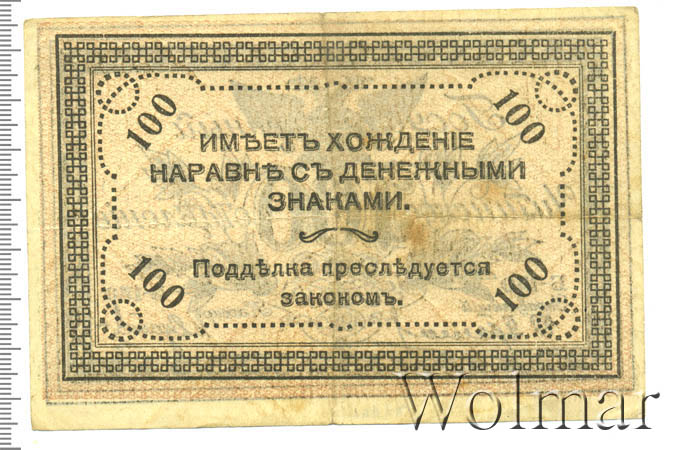 100 100
ИМѢЕТЪ ХОЖДЕНІЕ
НАРАВНѢ СЪ ДЕНЕЖНЫМИ
ЗНАКАМИ.
Поддѣлка преслѣдуется
закономъ.
100 100
Wolmar